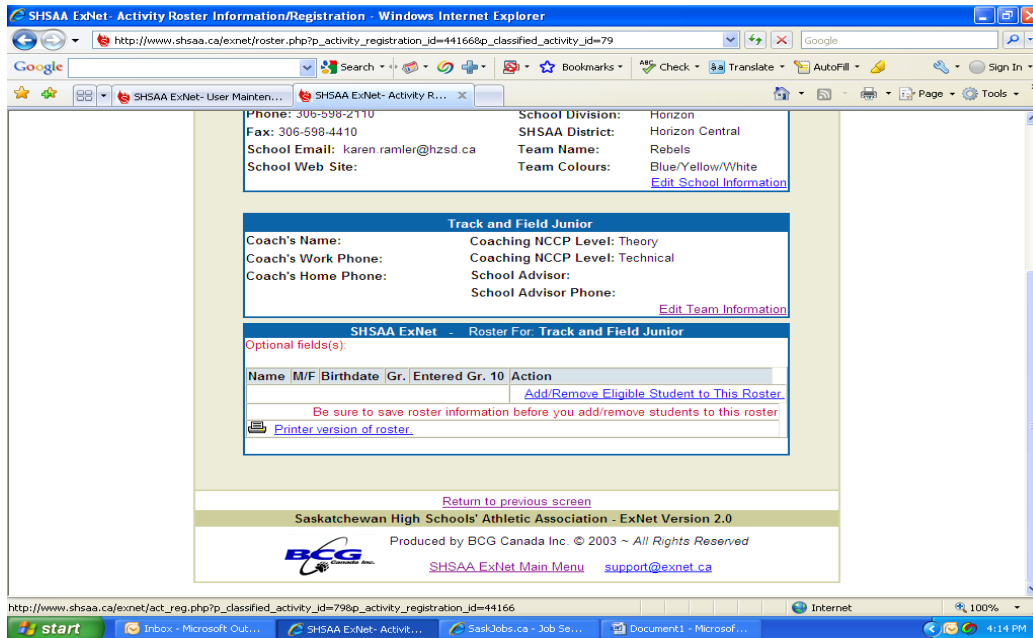 SHSAA ExNet- Activity Roster Information/Registration - Windows Internet Explorer
http://www.shsaa.ca/exnet/roster.php?p_activity_registration_id=44166&p_classified_activity_id=79
Google
Google
Search
Bookmarks
Check
Translate
AutoFill
Sign In
SHSAA ExNet- User Mainten...
SHSAA ExNet- Activity R...
Page
Tools
Phone: 306-598-2110 School Division: Horizon
Fax: 306-598-4410 SHSAA District: Horizon Central
School Email: karen.ramler@hzsd.ca Team Name: Rebels
School Web Site: Team Colours: Blue/Yellow/White
Edit School Information
Track and Field Junior
Coach's Name: Coaching NCCP Level: Theory
Coach's Work Phone: Coaching NCCP Level: Technical
Coach's Home Phone: School Advisor:
School Advisor Phone:
Edit Team Information
SHSAA ExNet - Roster For: Track and Field Junior
Optional fields(s):
Name M/F Birthdate Gr. Entered Gr. 10 Action
Add/Remove Eligible Student to This Roster.
Be sure to save roster information before you add/remove students to this roster
Printer version of roster.
Return to previous screen
Saskatchewan High Schools' Athletic Association - ExNet Version 2.0
BCG Canada Inc.
Produced by BCG Canada Inc. © 2003 ~ All Rights Reserved
SHSAA ExNet Main Menu support@exnet.ca
http://www.shsaa.ca/exnet/act_reg.php?p_classified_activity_id=79&p_activity_registration_id=44166
Internet
100%
start
Inbox - Microsoft Out...
SHSAA ExNet- Activit...
SaskJobs.ca - Job Se...
Document1 - Microsof...
4:14 PM